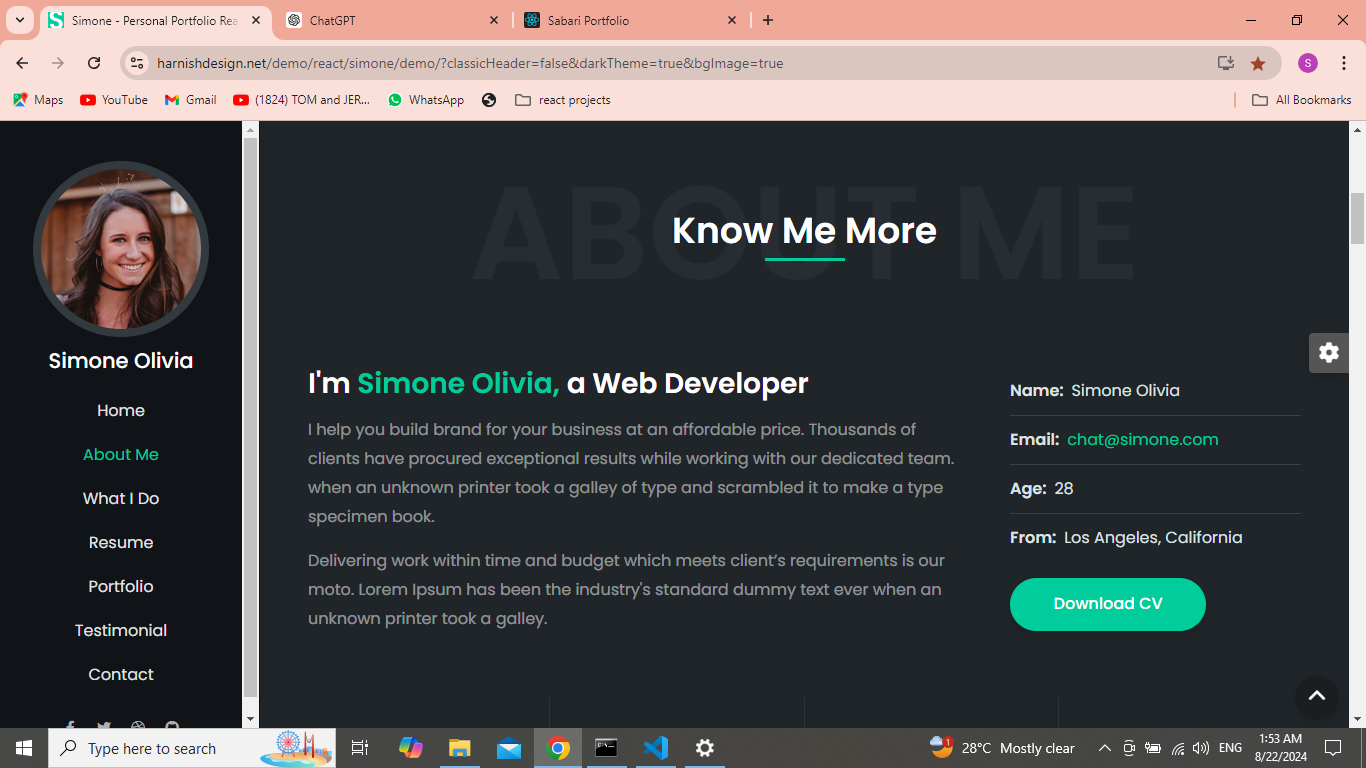 Simone - Personal Portfolio Rea
ChatGPT
Sabari Portfolio
harnishdesign.net/demo/react/simone/demo/?classicHeader=false&darkTheme=true&bgImage=true
S
Maps
YouTube
Gmail
(1824) TOM and JER...
WhatsApp
react projects
All Bookmarks
Simone Olivia
Home
About Me
What I Do
Resume
Portfolio
Testimonial
Contact
ABOUT ME
Know Me More
I'm Simone Olivia, a Web Developer
I help you build brand for your business at an affordable price. Thousands of
clients have procured exceptional results while working with our dedicated team.
when an unknown printer took a galley of type and scrambled it to make a type
specimen book.
Delivering work within time and budget which meets client’s requirements is our
moto. Lorem Ipsum has been the industry's standard dummy text ever when an
unknown printer took a galley.
Name: Simone Olivia
Email: chat@simone.com
Age: 28
From: Los Angeles, California
Download CV
Type here to search
1
28°C Mostly clear
ENG
1:53 AM
8/22/2024